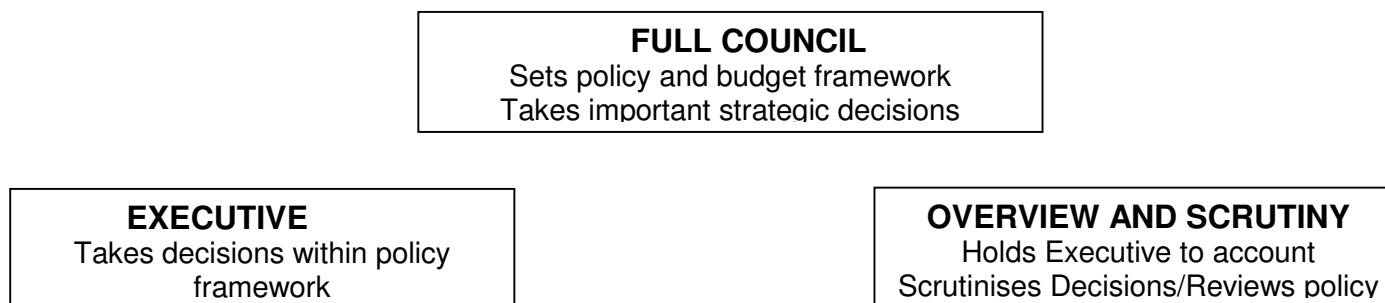 FULL COUNCIL
Sets policy and budget framework
Takes important strategic decisions
EXECUTIVE
Takes decisions within policy
framework
OVERVIEW AND SCRUTINY
Holds Executive to account
Scrutinises Decisions/Reviews policy